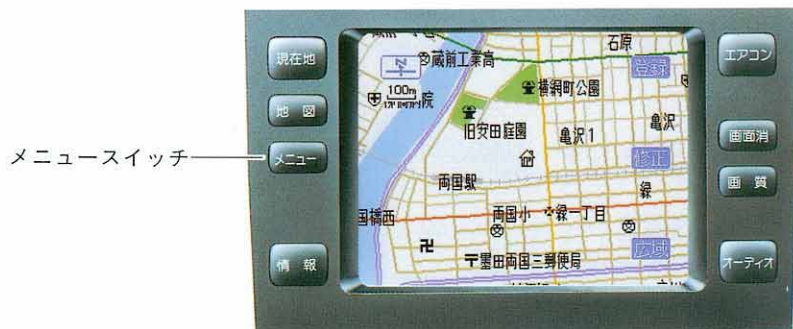 メニュースイッチ
現在地
地図
メニュー
情報
エアコン
画面消
画質
オーディオ
石原
蔵前工業高
登録
100m
院
横網町公園
旧安田庭園
亀沢1
亀沢
修正
両国駅
緑
国橋西
両国小
緑一丁目
卍
広域
〒墨田両国三郵便局